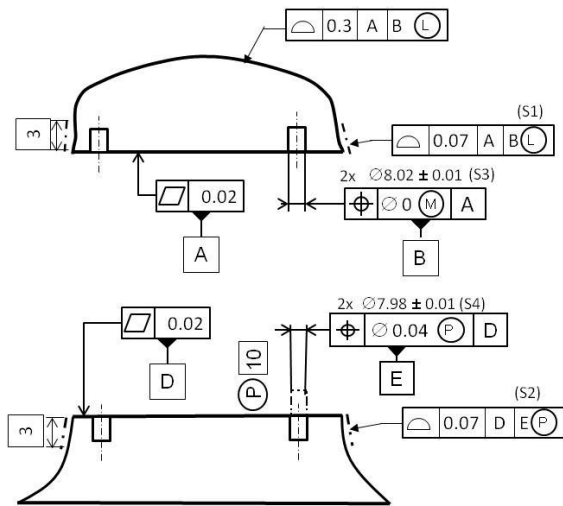 ⌓ 0.3 A B Ⓛ
(S1)
3
⌓ 0.07 A B Ⓛ
2x ∅8.02 ± 0.01 (S3)
▱ 0.02
⌖ ∅ 0 Ⓜ A
A
B
2x ∅7.98 ± 0.01 (S4)
▱ 0.02
⌖ ∅ 0.04 Ⓟ D
D
Ⓟ 10
E
(S2)
3
⌓ 0.07 D E Ⓟ